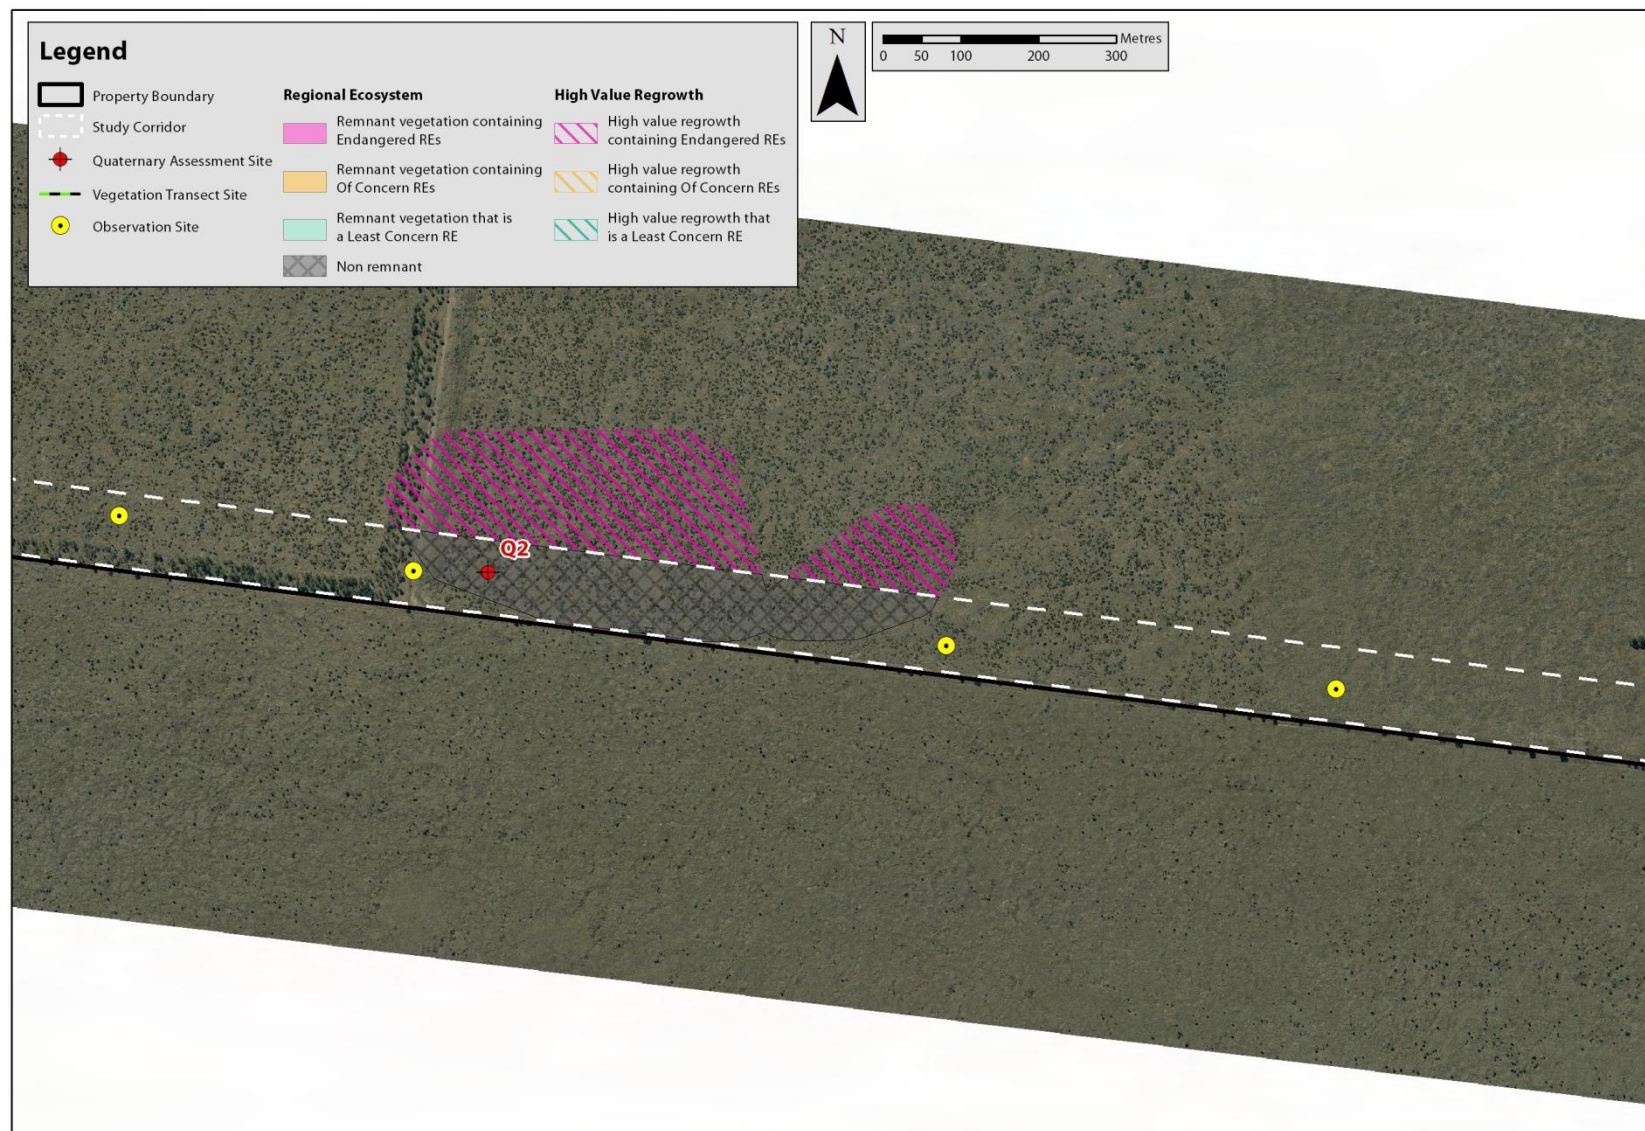 Legend
Property Boundary
Study Corridor
Quaternary Assessment Site
Vegetation Transect Site
Observation Site
Regional Ecosystem
Remnant vegetation containing
Endangered REs
Remnant vegetation containing
Of Concern REs
Remnant vegetation that is
a Least Concern RE
Non remnant
High Value Regrowth
High value regrowth
containing Endangered REs
High value regrowth
containing Of Concern REs
High value regrowth that
is a Least Concern RE
N
Metres
0 50 100 200 300
Q2